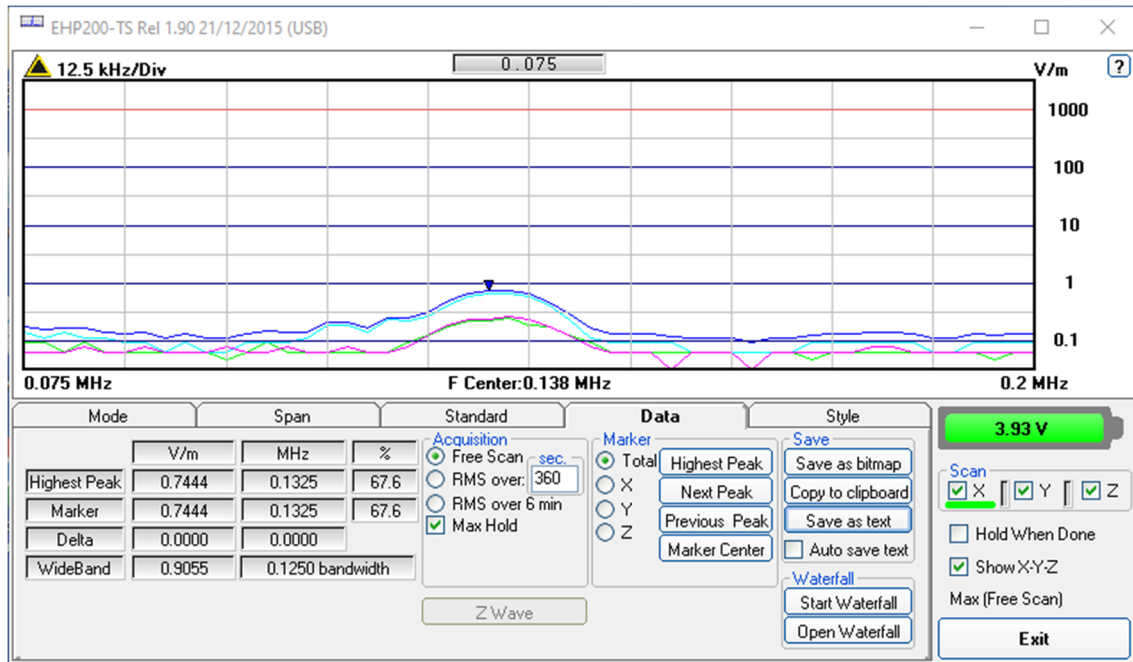 EHP200-TS Rel 1.90 21/12/2015 (USB)
12.5 kHz/Div
0.075
V/m
?
1000
100
10
1
0.1
0.075 MHz
F Center:0.138 MHz
0.2 MHz
Mode
Span
Standard
Data
Style
V/m
MHz
%
Highest Peak
0.7444
0.1325
67.6
Marker
0.7444
0.1325
67.6
Delta
0.0000
0.0000
WideBand
0.9055
0.1250 bandwidth
Acquisition
Free Scan
sec.
RMS over:
360
RMS over 6 min
Max Hold
Z Wave
Marker
Total
X
Y
Z
Highest Peak
Next Peak
Previous Peak
Marker Center
Save
Save as bitmap
Copy to clipboard
Save as text
Auto save text
Waterfall
Start Waterfall
Open Waterfall
3.93 V
Scan
X
Y
Z
Hold When Done
Show X-Y-Z
Max (Free Scan)
Exit